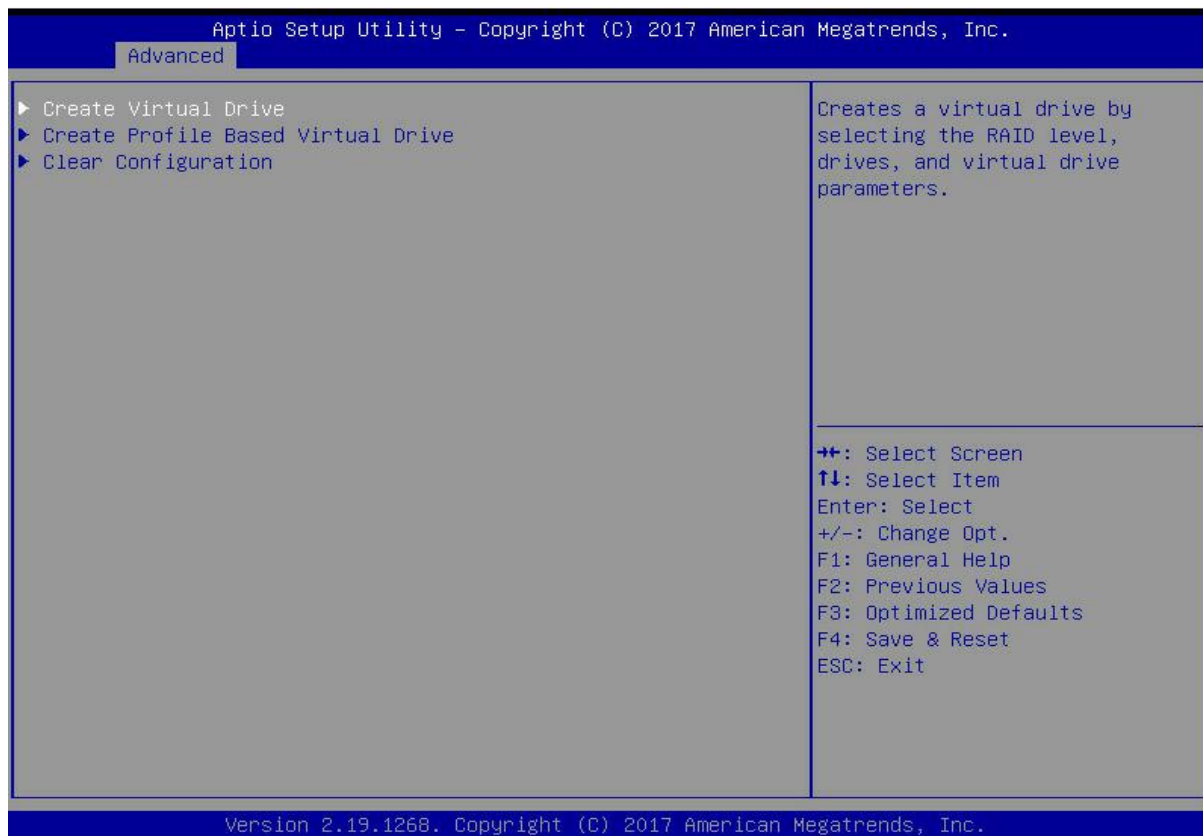 Aptio Setup Utility – Copyright (C) 2017 American Megatrends, Inc.
Advanced
▶ Create Virtual Drive
▶ Create Profile Based Virtual Drive
▶ Clear Configuration
Creates a virtual drive by
selecting the RAID level,
drives, and virtual drive
parameters.
→←: Select Screen
↑↓: Select Item
Enter: Select
+/-: Change Opt.
F1: General Help
F2: Previous Values
F3: Optimized Defaults
F4: Save & Reset
ESC: Exit
Version 2.19.1268. Copyright (C) 2017 American Megatrends, Inc.